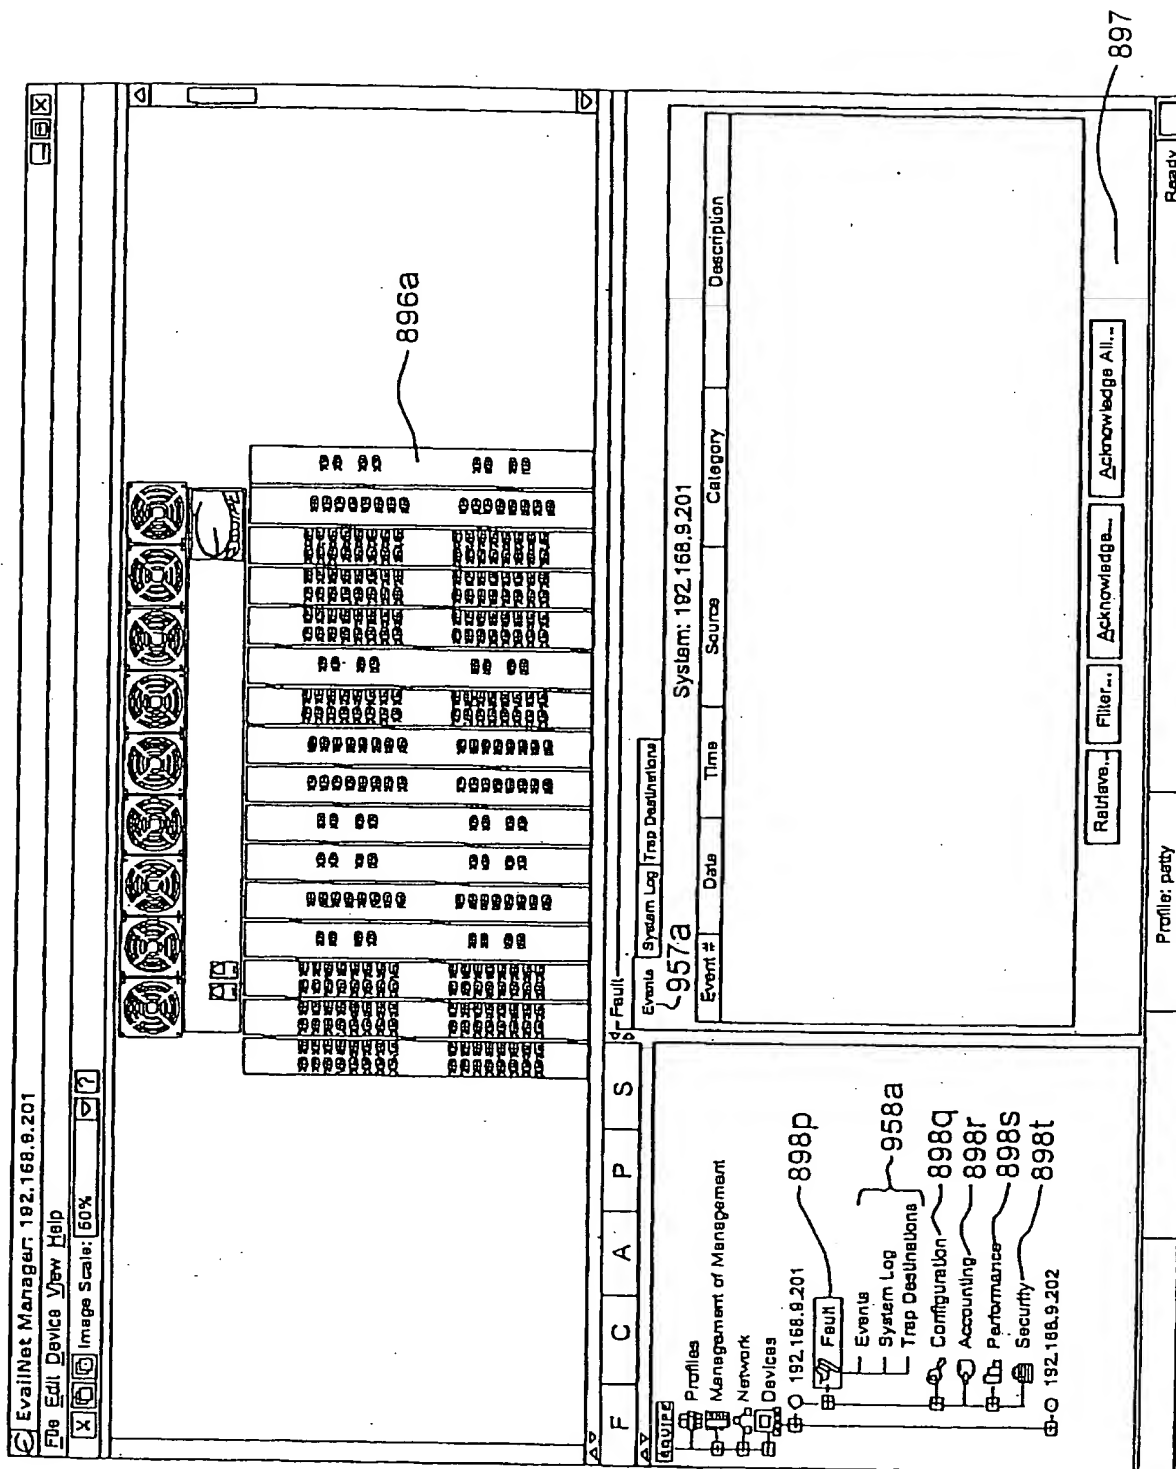 EvailNet Manager: 192.168.9.201
File Edit Device View Help
X Image Scale: 50% ?
896a
F C A P S
EQUIPE
Profiles
Management of Management
Network
Devices
192.168.9.201
Fault
Events
System Log
Trap Destinations
Configuration
Accounting
Performance
Security
192.168.9.202
898p
958a
898q
898r
898s
898t
Fault
Events System Log Trap Destinations
957a
System: 192.168.9.201
Event # Date Time Source Category Description
Retrieve... Filter... Acknowledge... Acknowledge All...
897
Profile: patty
Ready